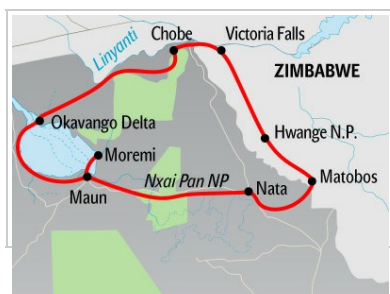 Chobe
Victoria Falls
Linyanti
ZIMBABWE
Okavango Delta
Hwange N.P.
Moremi
Matobos
Nxai Pan NP
Nata
Maun